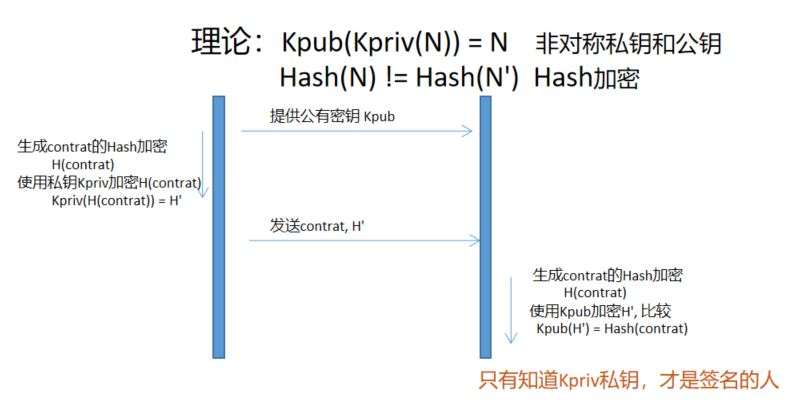 理论：Kpub(Kpriv(N)) = N 非对称私钥和公钥
Hash(N) != Hash(N') Hash加密
提供公有密钥 Kpub
生成contrat的Hash加密
H(contrat)
使用私钥Kpriv加密H(contrat)
Kpriv(H(contrat)) = H'
发送contrat, H'
生成contrat的Hash加密
H(contrat)
使用Kpub加密H', 比较
Kpub(H') = Hash(contrat)
只有知道Kpriv私钥，才是签名的人